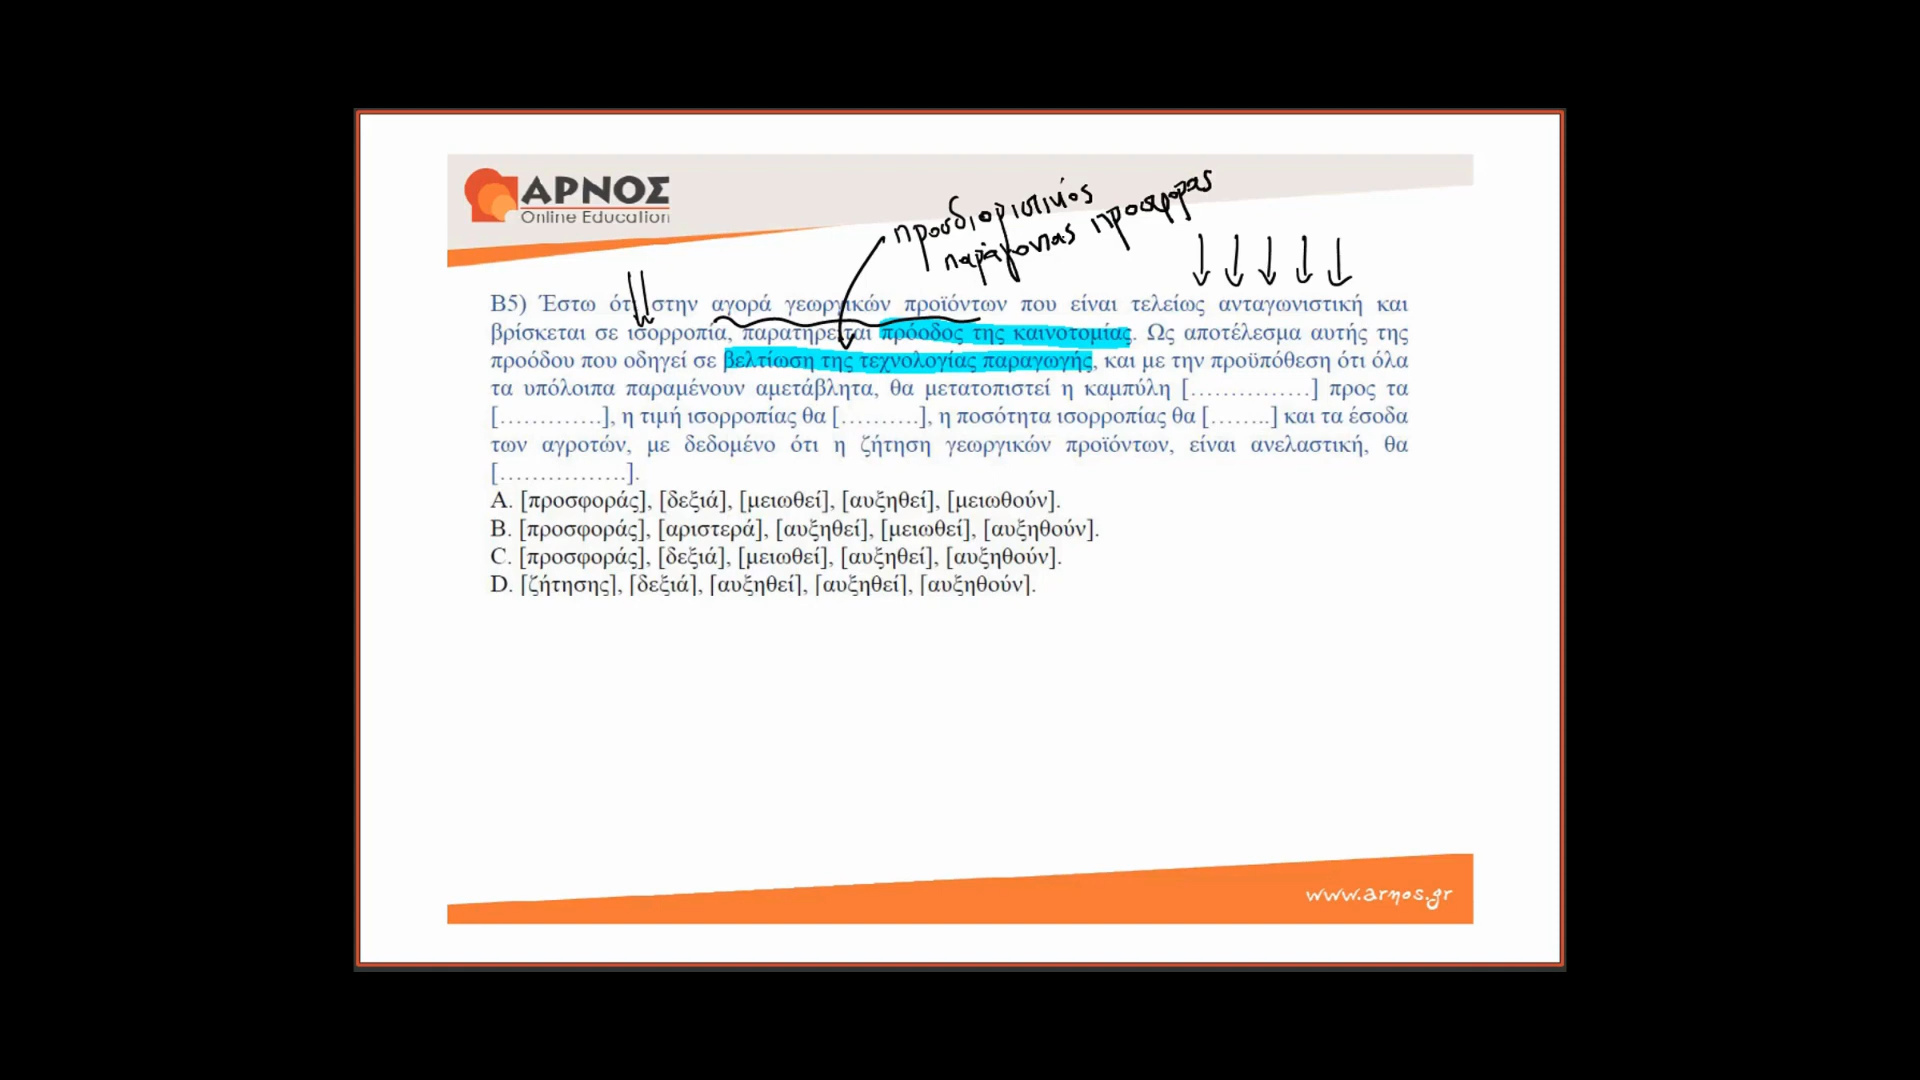 ΑΡΝΟΣ
Online Education
προσδιοριστικός
παράγοντας προσφοράς
Β5) Έστω ότι στην αγορά γεωργικών προϊόντων που είναι τελείως ανταγωνιστική και
βρίσκεται σε ισορροπία, παρατηρείται πρόοδος της καινοτομίας. Ως αποτέλεσμα αυτής της
προόδου που οδηγεί σε βελτίωση της τεχνολογίας παραγωγής, και με την προϋπόθεση ότι όλα
τα υπόλοιπα παραμένουν αμετάβλητα, θα μετατοπιστεί η καμπύλη [……………] προς τα
[………….], η τιμή ισορροπίας θα [……….], η ποσότητα ισορροπίας θα [……..] και τα έσοδα
των αγροτών, με δεδομένο ότι η ζήτηση γεωργικών προϊόντων, είναι ανελαστική, θα
[…………….].
A. [προσφοράς], [δεξιά], [μειωθεί], [αυξηθεί], [μειωθούν].
B. [προσφοράς], [αριστερά], [αυξηθεί], [μειωθεί], [αυξηθούν].
C. [προσφοράς], [δεξιά], [μειωθεί], [αυξηθεί], [αυξηθούν].
D. [ζήτησης], [δεξιά], [αυξηθεί], [αυξηθεί], [αυξηθούν].
www.arnos.gr